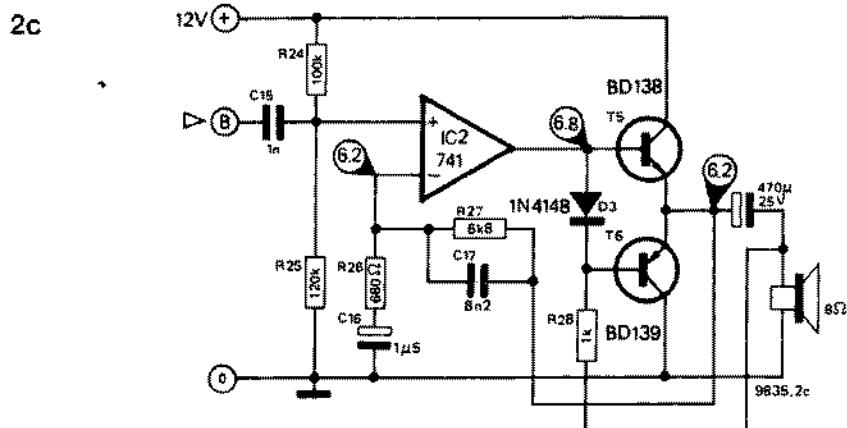 2c
12V +
R24
100k
BD138
C15
1n
B
+
IC2
741
−
6.2
6.8
T5
6.2
470µ
25V
1N4148
D3
R27
6k8
T6
C17
8n2
R25
120k
R26
680Ω
C16
1µ5
R28
1k
BD139
8Ω
0
9635.2c